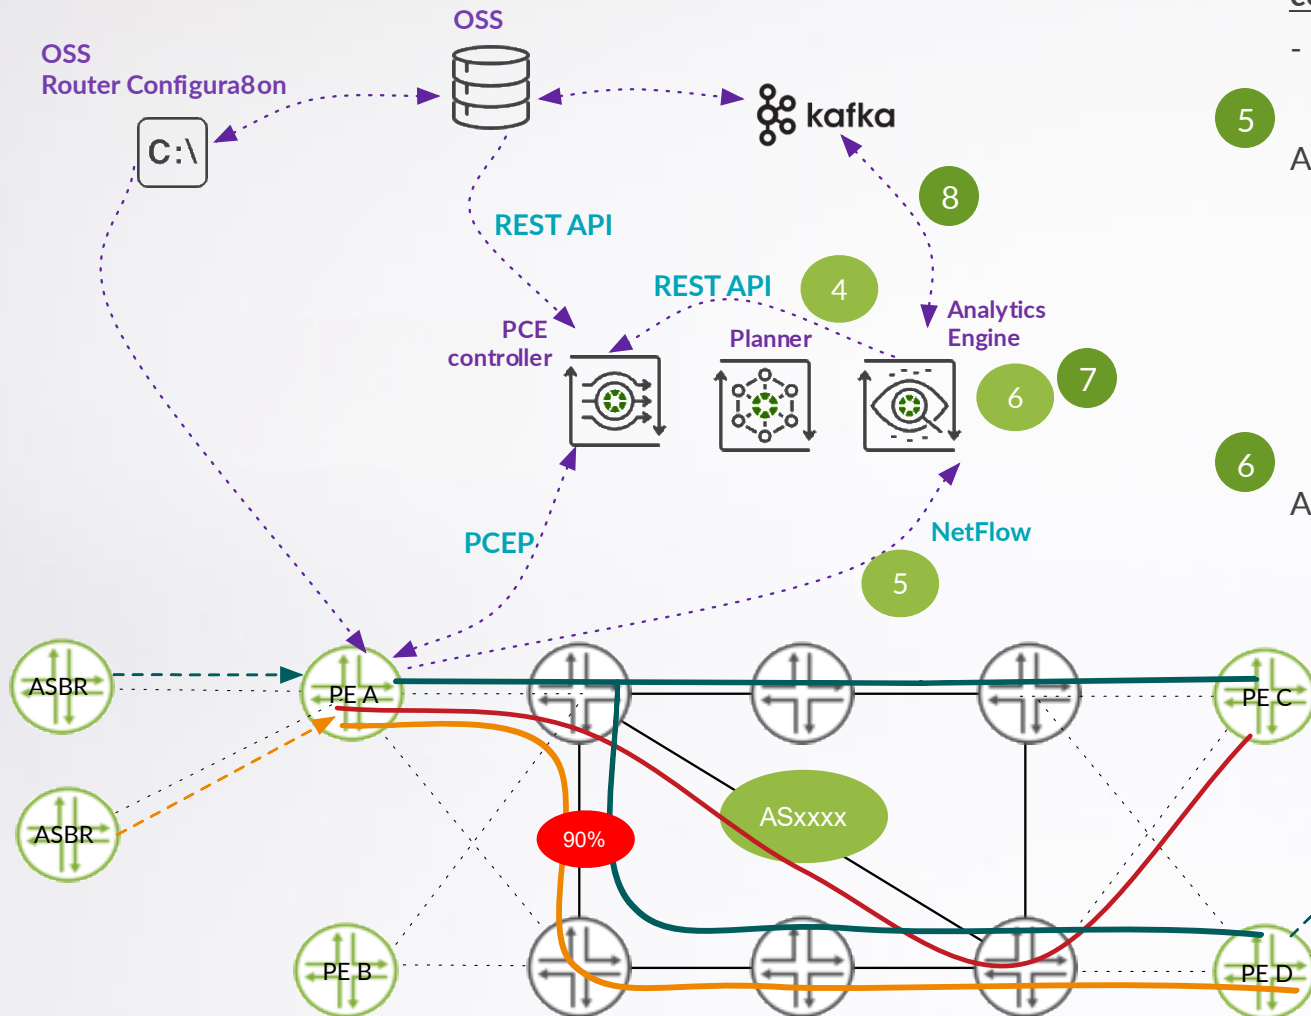 OSS
OSS
Router Configura8on
C:\
kafka
-
5
A
8
REST API
REST API
4
Analytics
Engine
PCE
controller
Planner
6
7
6
A
PCEP
NetFlow
5
ASBR
PE A
PE C
ASBR
90%
ASxxxx
PE B
PE D